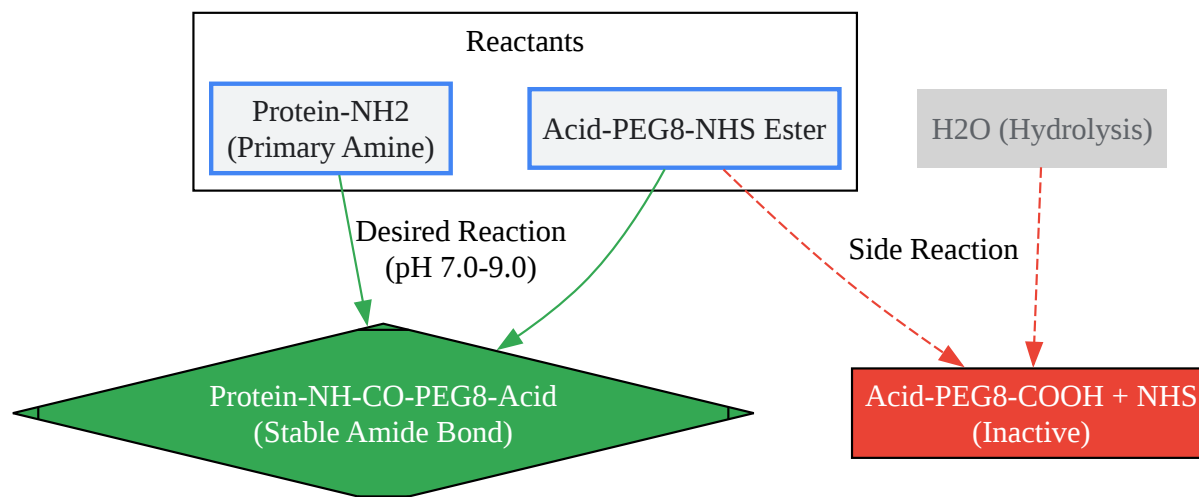 Reactants
Protein-NH2
(Primary Amine)
Acid-PEG8-NHS Ester
H2O (Hydrolysis)
Desired Reaction
(pH 7.0-9.0)
Side Reaction
Protein-NH-CO-PEG8-Acid
(Stable Amide Bond)
Acid-PEG8-COOH + NHS
(Inactive)